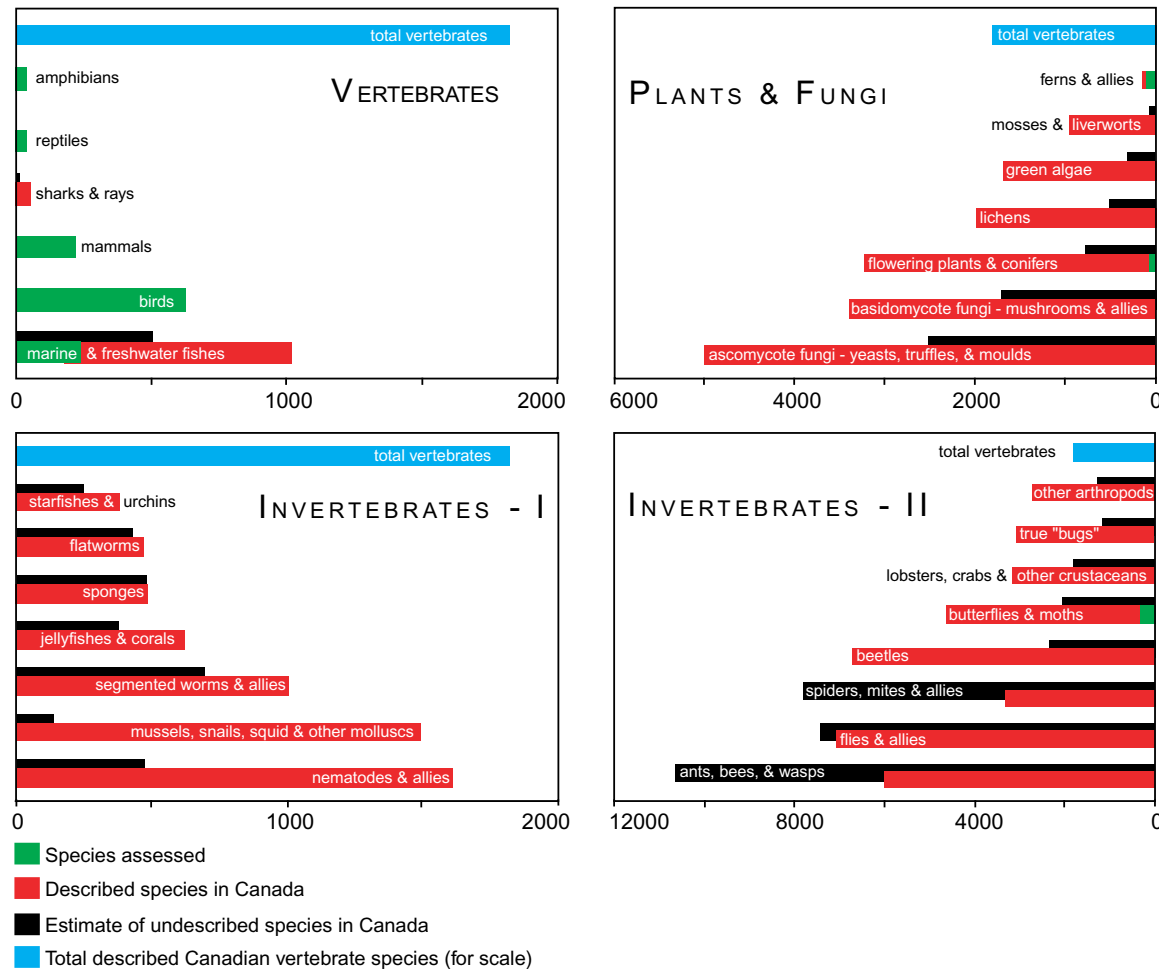 total vertebrates
amphibians
VERTEBRATES
reptiles
sharks & rays
mammals
birds
marine & freshwater fishes
0 1000 2000
total vertebrates
ferns & allies
PLANTS & FUNGI
mosses & liverworts
green algae
lichens
flowering plants & conifers
basidomycote fungi - mushrooms & allies
ascomycote fungi - yeasts, truffles, & moulds
6000 4000 2000 0
total vertebrates
starfishes & urchins
INVERTEBRATES - I
flatworms
sponges
jellyfishes & corals
segmented worms & allies
mussels, snails, squid & other molluscs
nematodes & allies
0 1000 2000
total vertebrates
other arthropods
INVERTEBRATES - II
true "bugs"
lobsters, crabs & other crustaceans
butterflies & moths
beetles
spiders, mites & allies
flies & allies
ants, bees, & wasps
12000 8000 4000 0
Species assessed
Described species in Canada
Estimate of undescribed species in Canada
Total described Canadian vertebrate species (for scale)